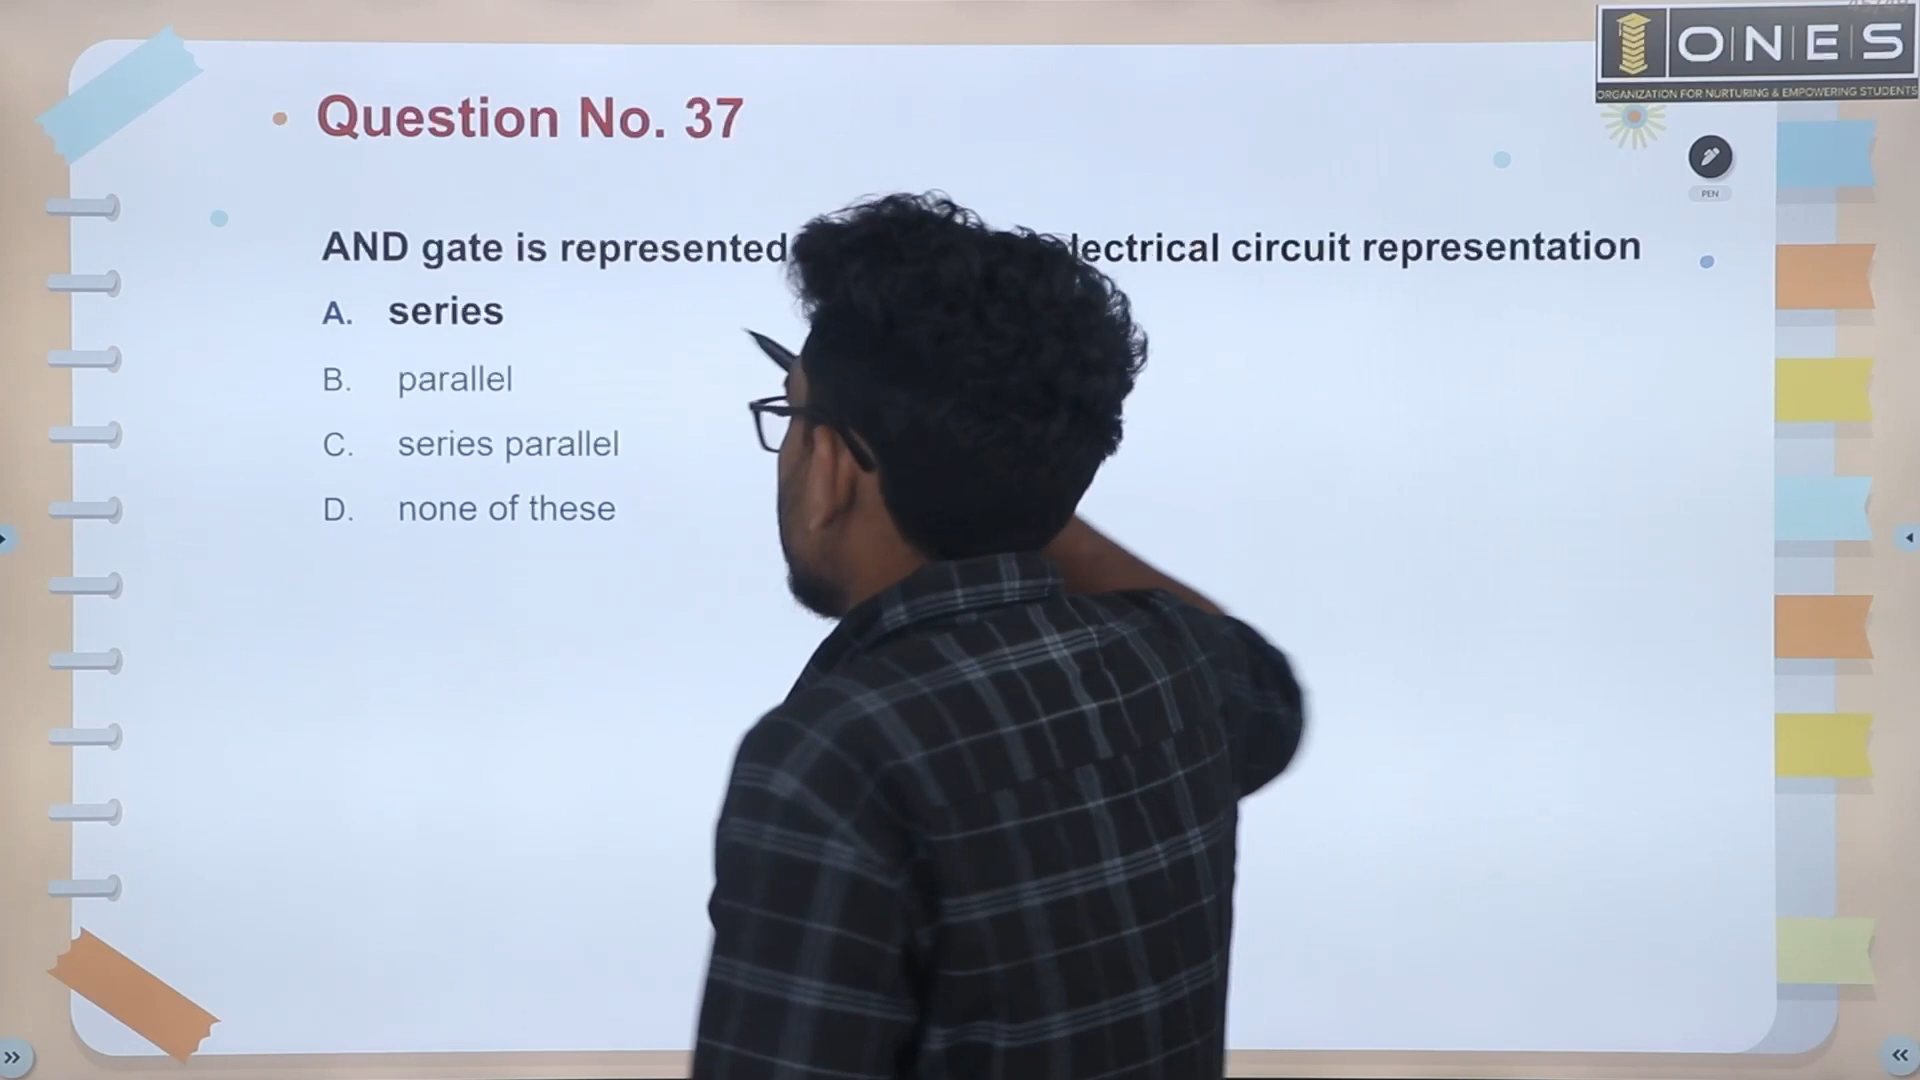 ONES
ORGANIZATION FOR NURTURING & EMPOWERING STUDENTS
• Question No. 37
PEN
AND gate is represented lectrical circuit representation
A. series
B. parallel
C. series parallel
D. none of these